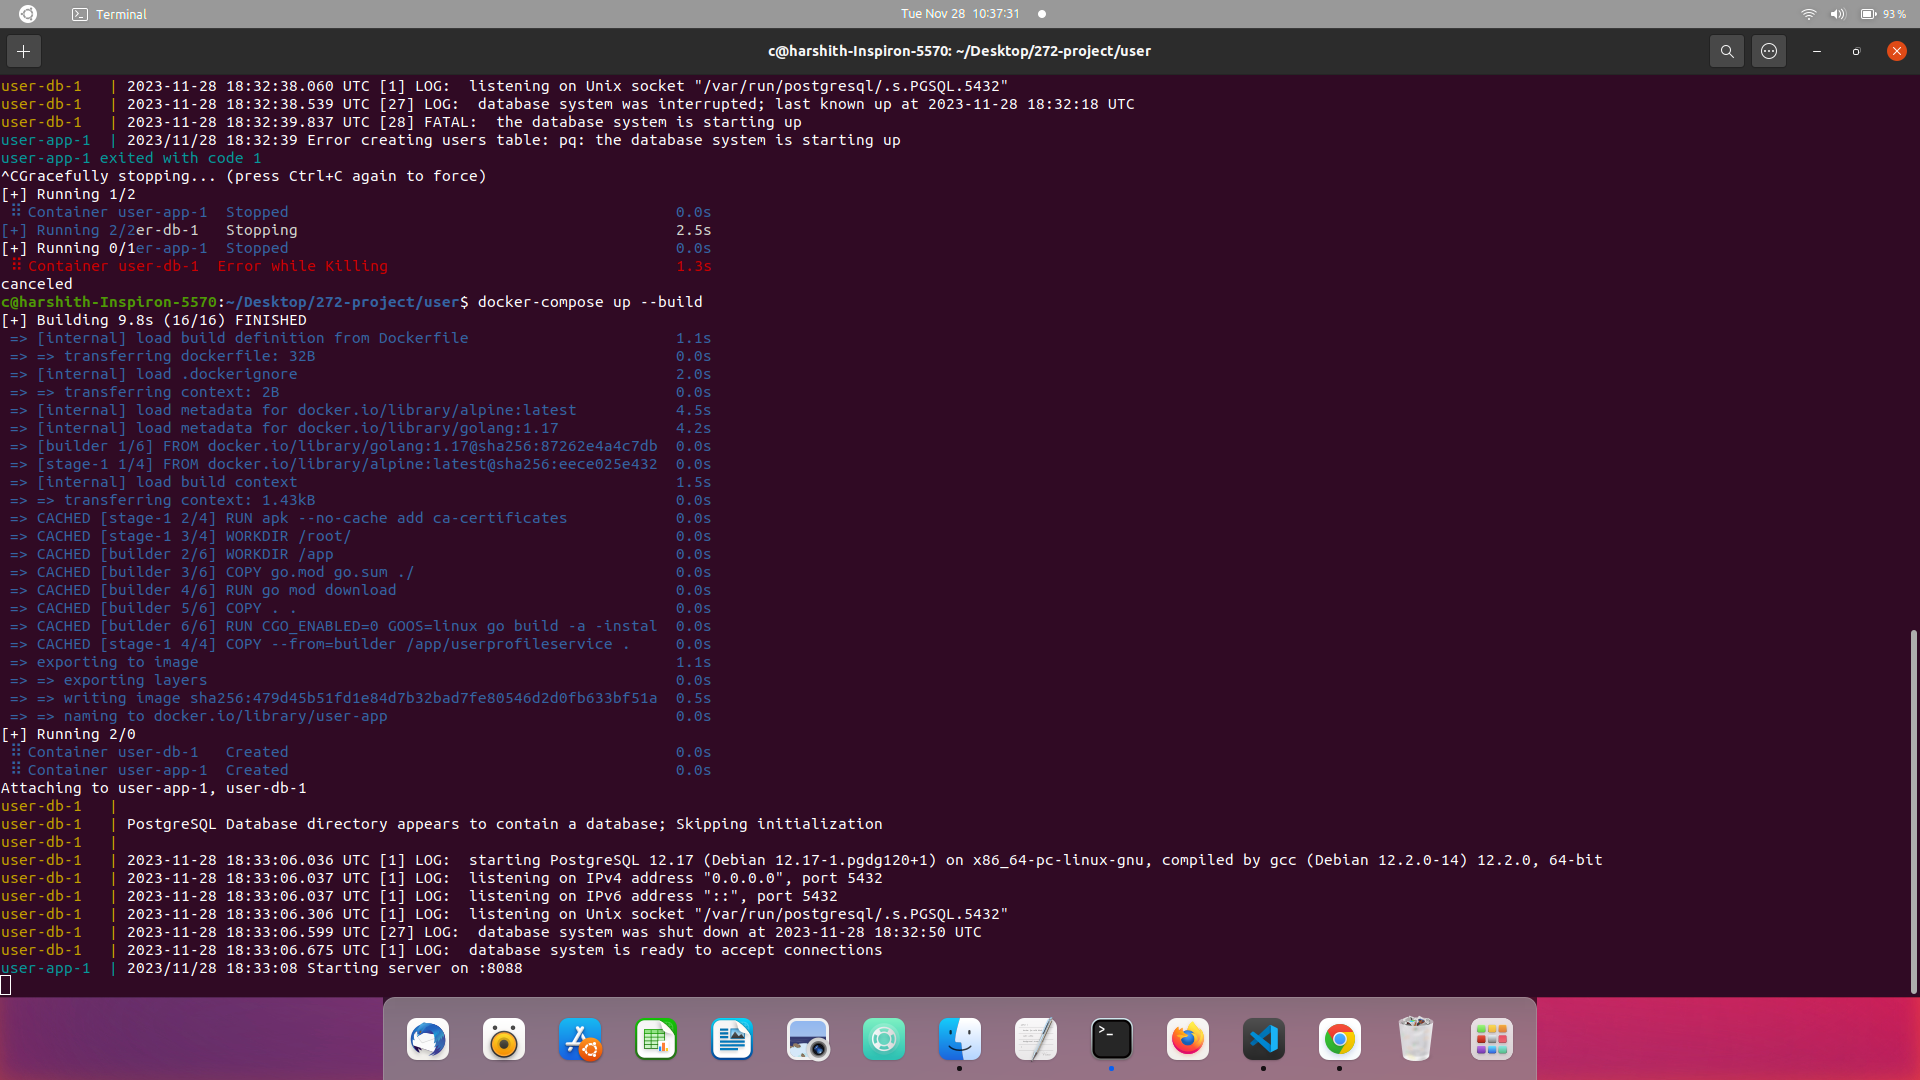 Terminal
Tue Nov 28 10:37:31
93 %
c@harshith-Inspiron-5570: ~/Desktop/272-project/user
user-db-1   | 2023-11-28 18:32:38.060 UTC [1] LOG:  listening on Unix socket "/var/run/postgresql/.s.PGSQL.5432"
user-db-1   | 2023-11-28 18:32:38.539 UTC [27] LOG:  database system was interrupted; last known up at 2023-11-28 18:32:18 UTC
user-db-1   | 2023-11-28 18:32:39.837 UTC [28] FATAL:  the database system is starting up
user-app-1  | 2023/11/28 18:32:39 Error creating users table: pq: the database system is starting up
user-app-1 exited with code 1
^CGracefully stopping... (press Ctrl+C again to force)
[+] Running 1/2
 ⠿ Container user-app-1  Stopped                                           0.0s
[+] Running 2/2er-db-1   Stopping                                          2.5s
[+] Running 0/1er-app-1  Stopped                                           0.0s
 ⠿ Container user-db-1  Error while Killing                                1.3s
canceled
c@harshith-Inspiron-5570:~/Desktop/272-project/user$ docker-compose up --build
[+] Building 9.8s (16/16) FINISHED
 => [internal] load build definition from Dockerfile                       1.1s
 => => transferring dockerfile: 32B                                        0.0s
 => [internal] load .dockerignore                                          2.0s
 => => transferring context: 2B                                            0.0s
 => [internal] load metadata for docker.io/library/alpine:latest           4.5s
 => [internal] load metadata for docker.io/library/golang:1.17             4.2s
 => [builder 1/6] FROM docker.io/library/golang:1.17@sha256:87262e4a4c7db  0.0s
 => [stage-1 1/4] FROM docker.io/library/alpine:latest@sha256:eece025e432  0.0s
 => [internal] load build context                                          1.5s
 => => transferring context: 1.43kB                                        0.0s
 => CACHED [stage-1 2/4] RUN apk --no-cache add ca-certificates            0.0s
 => CACHED [stage-1 3/4] WORKDIR /root/                                    0.0s
 => CACHED [builder 2/6] WORKDIR /app                                      0.0s
 => CACHED [builder 3/6] COPY go.mod go.sum ./                             0.0s
 => CACHED [builder 4/6] RUN go mod download                               0.0s
 => CACHED [builder 5/6] COPY . .                                          0.0s
 => CACHED [builder 6/6] RUN CGO_ENABLED=0 GOOS=linux go build -a -instal  0.0s
 => CACHED [stage-1 4/4] COPY --from=builder /app/userprofileservice .     0.0s
 => exporting to image                                                     1.1s
 => => exporting layers                                                    0.0s
 => => writing image sha256:479d45b51fd1e84d7b32bad7fe80546d2d0fb633bf51a  0.5s
 => => naming to docker.io/library/user-app                                0.0s
[+] Running 2/0
 ⠿ Container user-db-1   Created                                           0.0s
 ⠿ Container user-app-1  Created                                           0.0s
Attaching to user-app-1, user-db-1
user-db-1   |
user-db-1   | PostgreSQL Database directory appears to contain a database; Skipping initialization
user-db-1   |
user-db-1   | 2023-11-28 18:33:06.036 UTC [1] LOG:  starting PostgreSQL 12.17 (Debian 12.17-1.pgdg120+1) on x86_64-pc-linux-gnu, compiled by gcc (Debian 12.2.0-14) 12.2.0, 64-bit
user-db-1   | 2023-11-28 18:33:06.037 UTC [1] LOG:  listening on IPv4 address "0.0.0.0", port 5432
user-db-1   | 2023-11-28 18:33:06.037 UTC [1] LOG:  listening on IPv6 address "::", port 5432
user-db-1   | 2023-11-28 18:33:06.306 UTC [1] LOG:  listening on Unix socket "/var/run/postgresql/.s.PGSQL.5432"
user-db-1   | 2023-11-28 18:33:06.599 UTC [27] LOG:  database system was shut down at 2023-11-28 18:32:50 UTC
user-db-1   | 2023-11-28 18:33:06.675 UTC [1] LOG:  database system is ready to accept connections
user-app-1  | 2023/11/28 18:33:08 Starting server on :8088